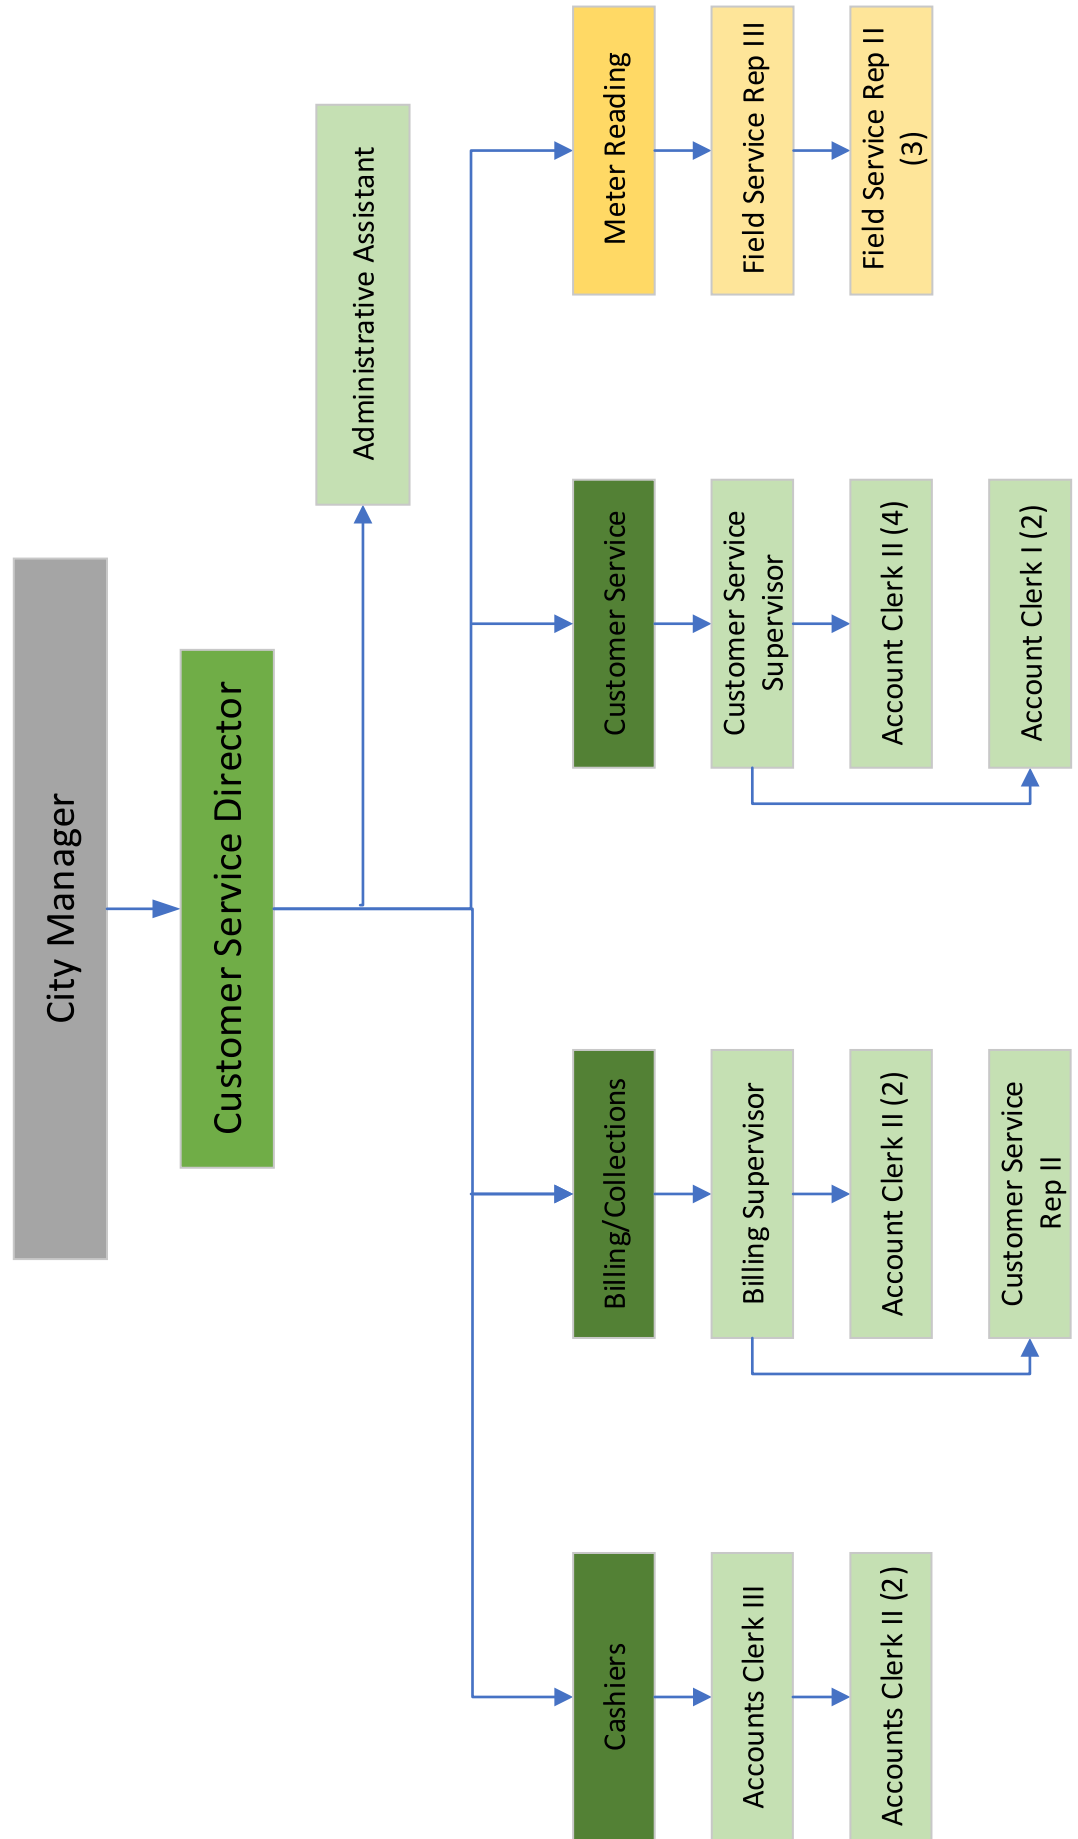 City Manager
Customer Service Director
Administrative Assistant
Cashiers
Billing/Collections
Customer Service
Meter Reading
Accounts Clerk III
Billing Supervisor
Customer Service
Supervisor
Field Service Rep III
Accounts Clerk II (2)
Account Clerk II (2)
Account Clerk II (4)
Field Service Rep II
(3)
Customer Service
Rep II
Account Clerk I (2)